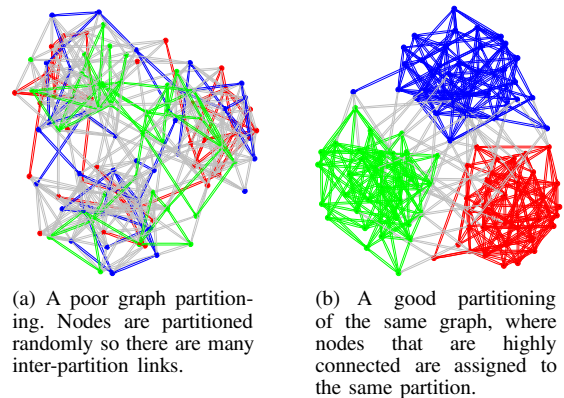 (a) A poor graph partition-
ing. Nodes are partitioned
randomly so there are many
inter-partition links.
(b) A good partitioning
of the same graph, where
nodes that are highly
connected are assigned to
the same partition.